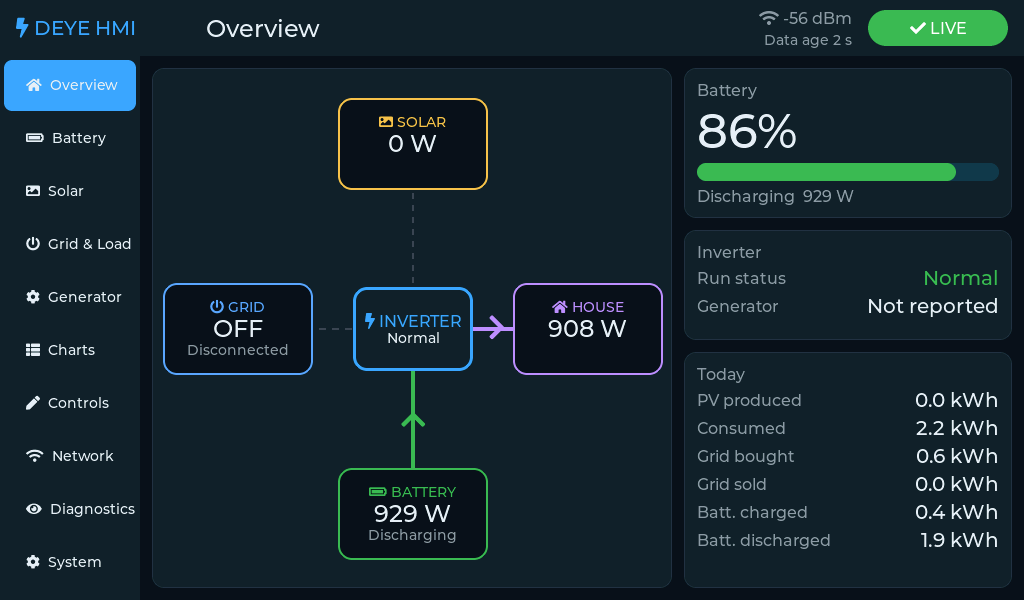 DEYE HMI
Overview
-56 dBm
Data age 2 s
LIVE
Overview
Battery
Solar
Grid & Load
Generator
Charts
Controls
Network
Diagnostics
System
SOLAR
0 W
GRID
OFF
Disconnected
INVERTER
Normal
HOUSE
908 W
BATTERY
929 W
Discharging
Battery
86%
Discharging 929 W
Inverter
Run status Normal
Generator Not reported
Today
PV produced 0.0 kWh
Consumed 2.2 kWh
Grid bought 0.6 kWh
Grid sold 0.0 kWh
Batt. charged 0.4 kWh
Batt. discharged 1.9 kWh